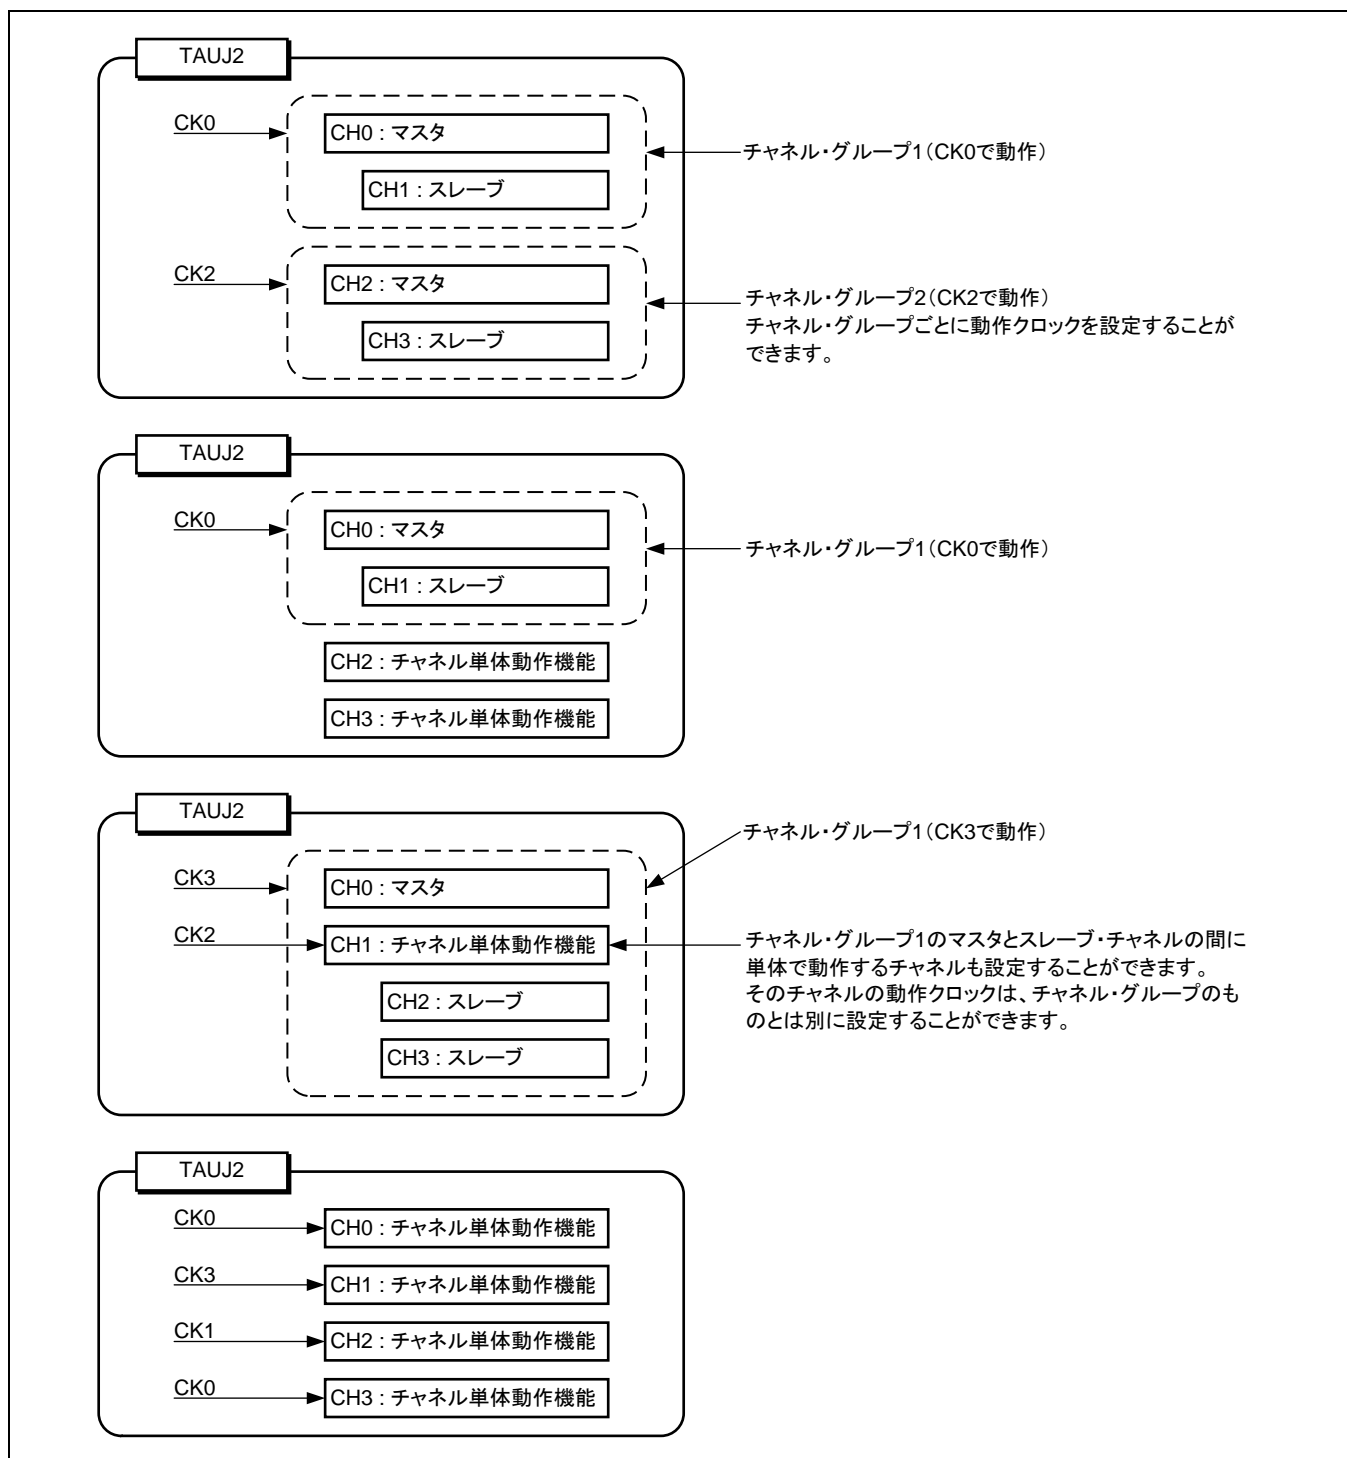 TAUJ2
CK0
CH0 : マスタ
チャネル・グループ1(CK0で動作)
CH1 : スレーブ
CK2
CH2 : マスタ
チャネル・グループ2(CK2で動作)
チャネル・グループごとに動作クロックを設定することが
できます。
CH3 : スレーブ
TAUJ2
CK0
CH0 : マスタ
チャネル・グループ1(CK0で動作)
CH1 : スレーブ
CH2 : チャネル単体動作機能
CH3 : チャネル単体動作機能
TAUJ2
チャネル・グループ1(CK3で動作)
CK3
CH0 : マスタ
CK2
CH1 : チャネル単体動作機能
チャネル・グループ1のマスタとスレーブ・チャネルの間に
単体で動作するチャネルも設定することができます。
そのチャネルの動作クロックは、チャネル・グループのも
のとは別に設定することができます。
CH2 : スレーブ
CH3 : スレーブ
TAUJ2
CK0
CH0 : チャネル単体動作機能
CK3
CH1 : チャネル単体動作機能
CK1
CH2 : チャネル単体動作機能
CK0
CH3 : チャネル単体動作機能